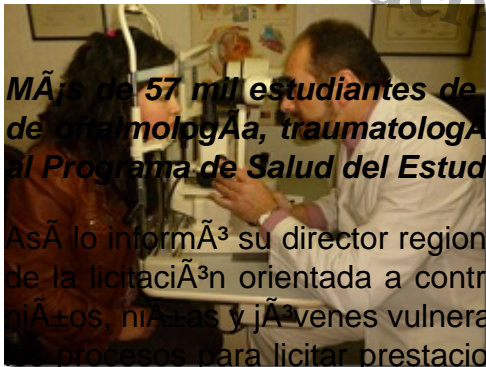 MÃ¡s de 57 mil estudiantes de
de oftalmologÃ­a, traumatologÃ
al Programa de Salud del Estud
AsÃ­ lo informÃ³ su director region
de la licitaciÃ³n orientada a contr
niÃ±os, niÃ±as y jÃ³venes vulnera
los procesos para licitar prestacio